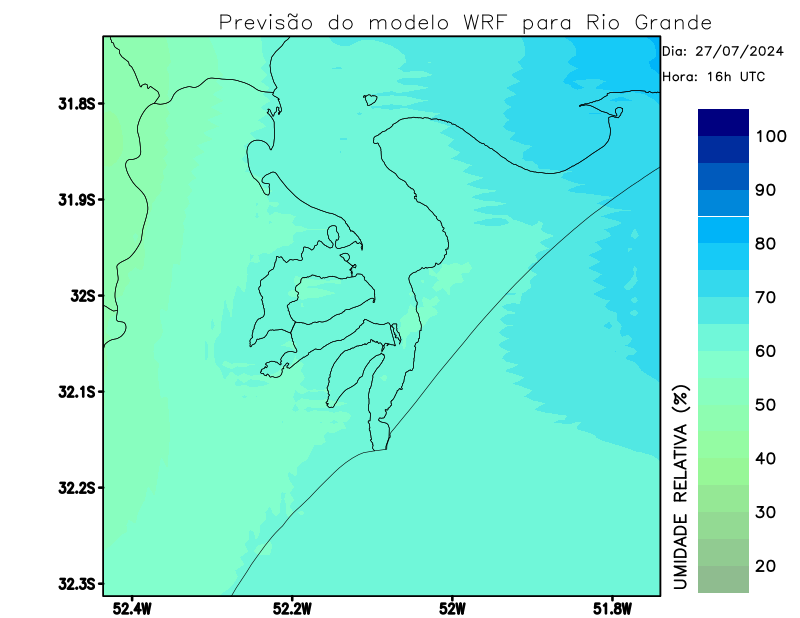 Previsão do modelo WRF para Rio Grande
Dia: 27/07/2024
Hora: 16h UTC
31.8S
31.9S
32S
32.1S
32.2S
32.3S
52.4W
52.2W
52W
51.8W
UMIDADE RELATIVA (%)
100
90
80
70
60
50
40
30
20